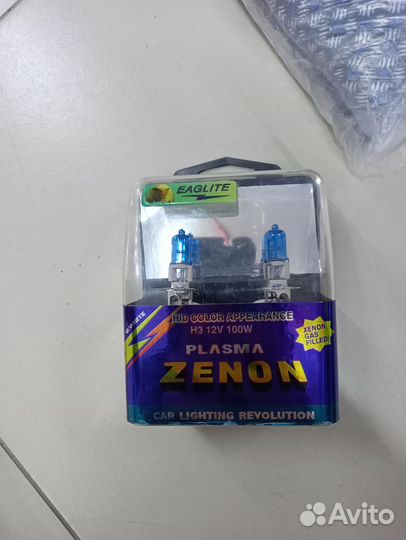 EAGLITE
HID COLOR APPEARANCE
H3 12V 100W
XENON
GAS
FILLED!
PLASMA
ZENON
CAR LIGHTING REVOLUTION
Avito